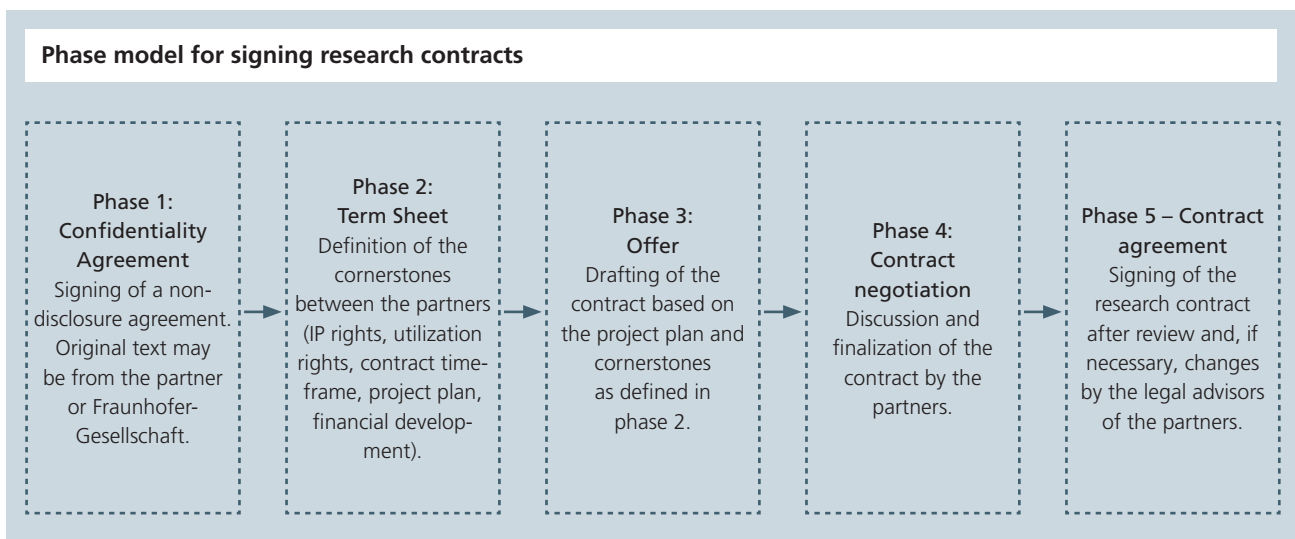 Phase model for signing research contracts
Phase 1:
Confidentiality
Agreement
Signing of a non-
disclosure agreement.
Original text may
be from the partner
or Fraunhofer-
Gesellschaft.
Phase 2:
Term Sheet
Definition of the
cornerstones
between the partners
(IP rights, utilization
rights, contract time-
frame, project plan,
financial develop-
ment).
Phase 3:
Offer
Drafting of the
contract based on
the project plan and
cornerstones
as defined in
phase 2.
Phase 4:
Contract
negotiation
Discussion and
finalization of the
contract by the
partners.
Phase 5 – Contract
agreement
Signing of the
research contract
after review and, if
necessary, changes
by the legal advisors
of the partners.